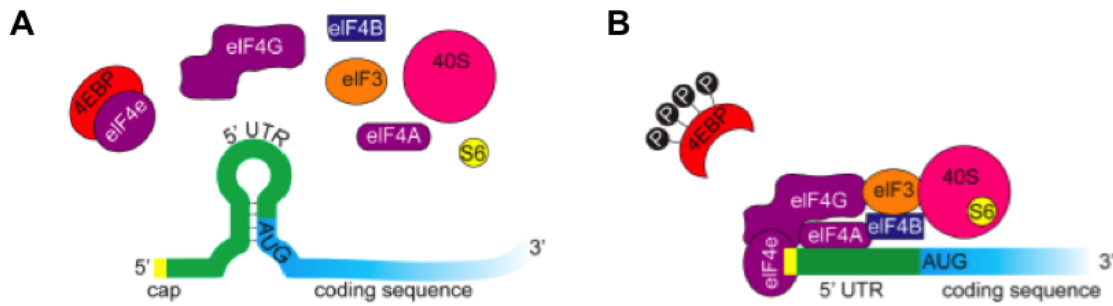 A
4EBP
eIF4e
eIF4G
eIF4B
eIF3
40S
eIF4A
S6
5' UTR
AUG
5'
cap
coding sequence
3'
B
P
P
P
P
4EBP
eIF4G
eIF3
40S
S6
eIF4A
eIF4B
eIF4e
AUG
3'
5' UTR
coding sequence